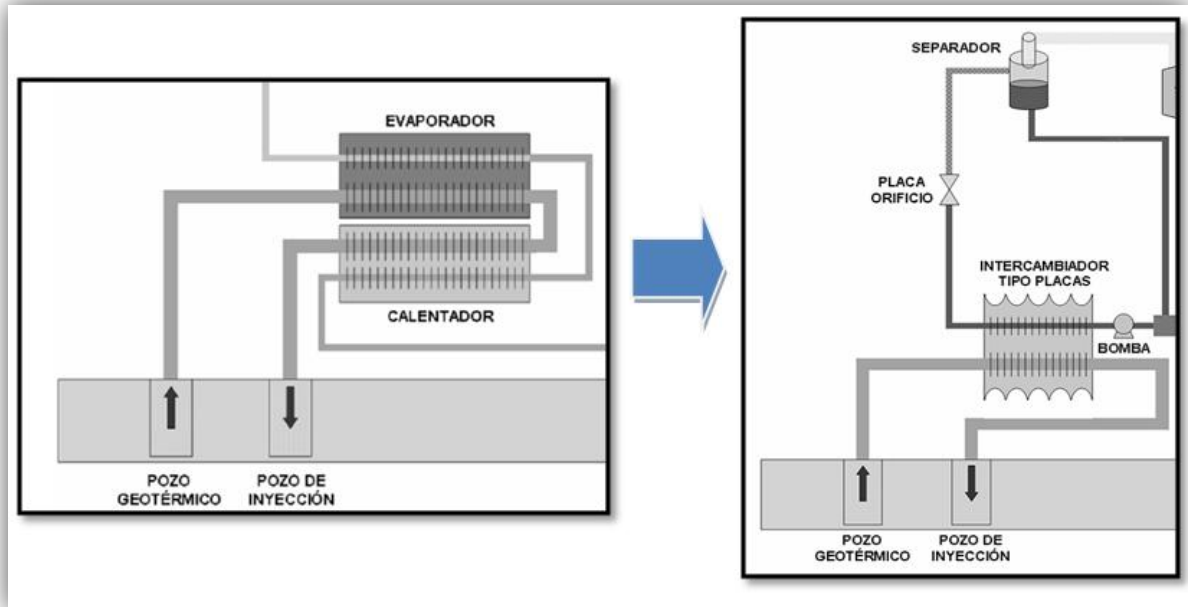 EVAPORADOR
CALENTADOR
POZO
GEOTÉRMICO
POZO DE
INYECCIÓN
SEPARADOR
PLACA
ORIFICIO
INTERCAMBIADOR
TIPO PLACAS
BOMBA
POZO
GEOTÉRMICO
POZO DE
INYECCIÓN